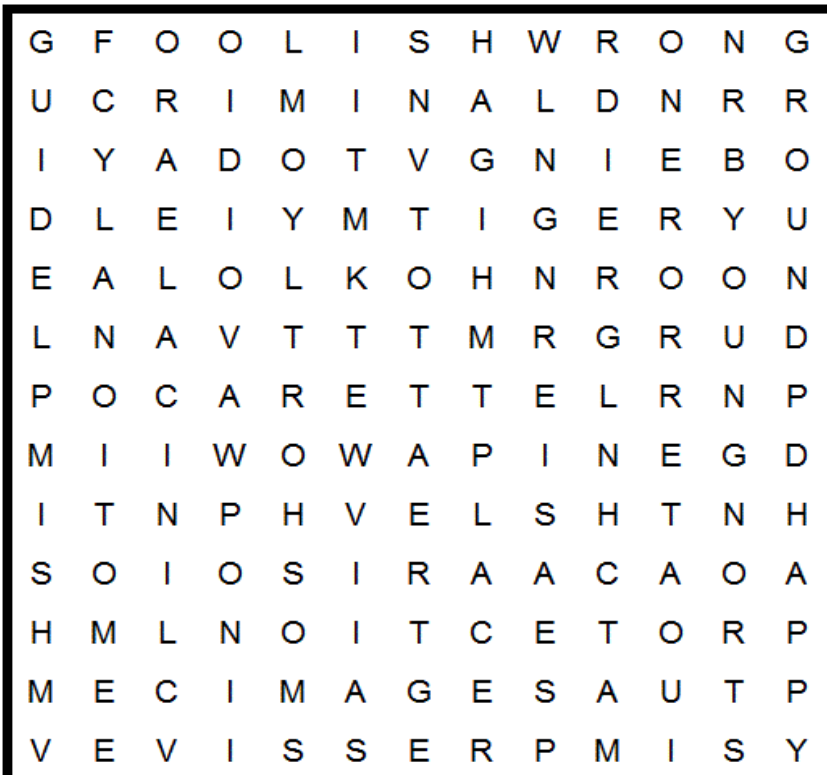 G F O O L I S H W R O N G
U C R I M I N A L D N R R
I Y A D O T V G N I E B O
D L E I Y M T I G E R Y U
E A L O L K O H N R O O N
L N A V T T T M R G R U D
P O C A R E T T E L R N P
M I I W O W A P I N E G D
I T N P H V E L S H T N H
S O I O S I R A A C A O A
H M L N O I T C E T O R P
M E C I M A G E S A U T P
V E V I S S E R P M I S Y